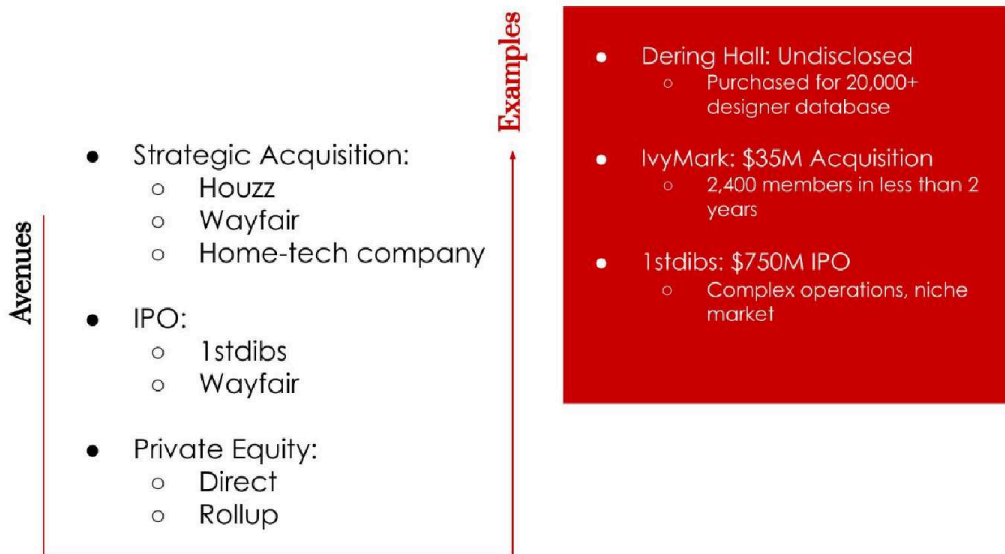 Avenues
● Strategic Acquisition:
○ Houzz
○ Wayfair
○ Home-tech company
● IPO:
○ 1stdibs
○ Wayfair
● Private Equity:
○ Direct
○ Rollup
Examples
● Dering Hall: Undisclosed
○ Purchased for 20,000+
designer database
● IvyMark: $35M Acquisition
○ 2,400 members in less than 2
years
● 1stdibs: $750M IPO
○ Complex operations, niche
market